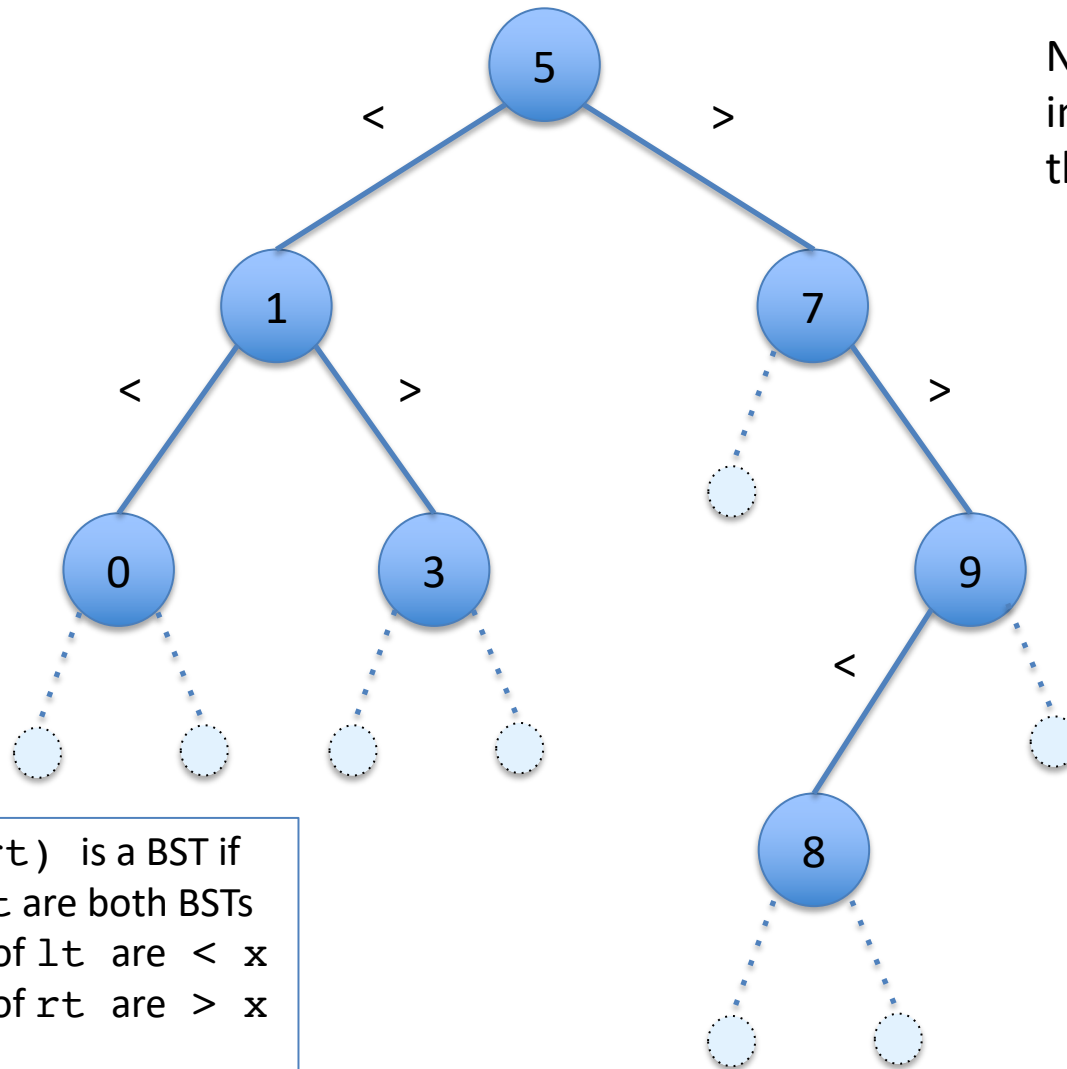 5
< >
1 7
< > >
0 3 9
<
8
is a BST if
are both BSTs
of lt are < x
of rt are > x